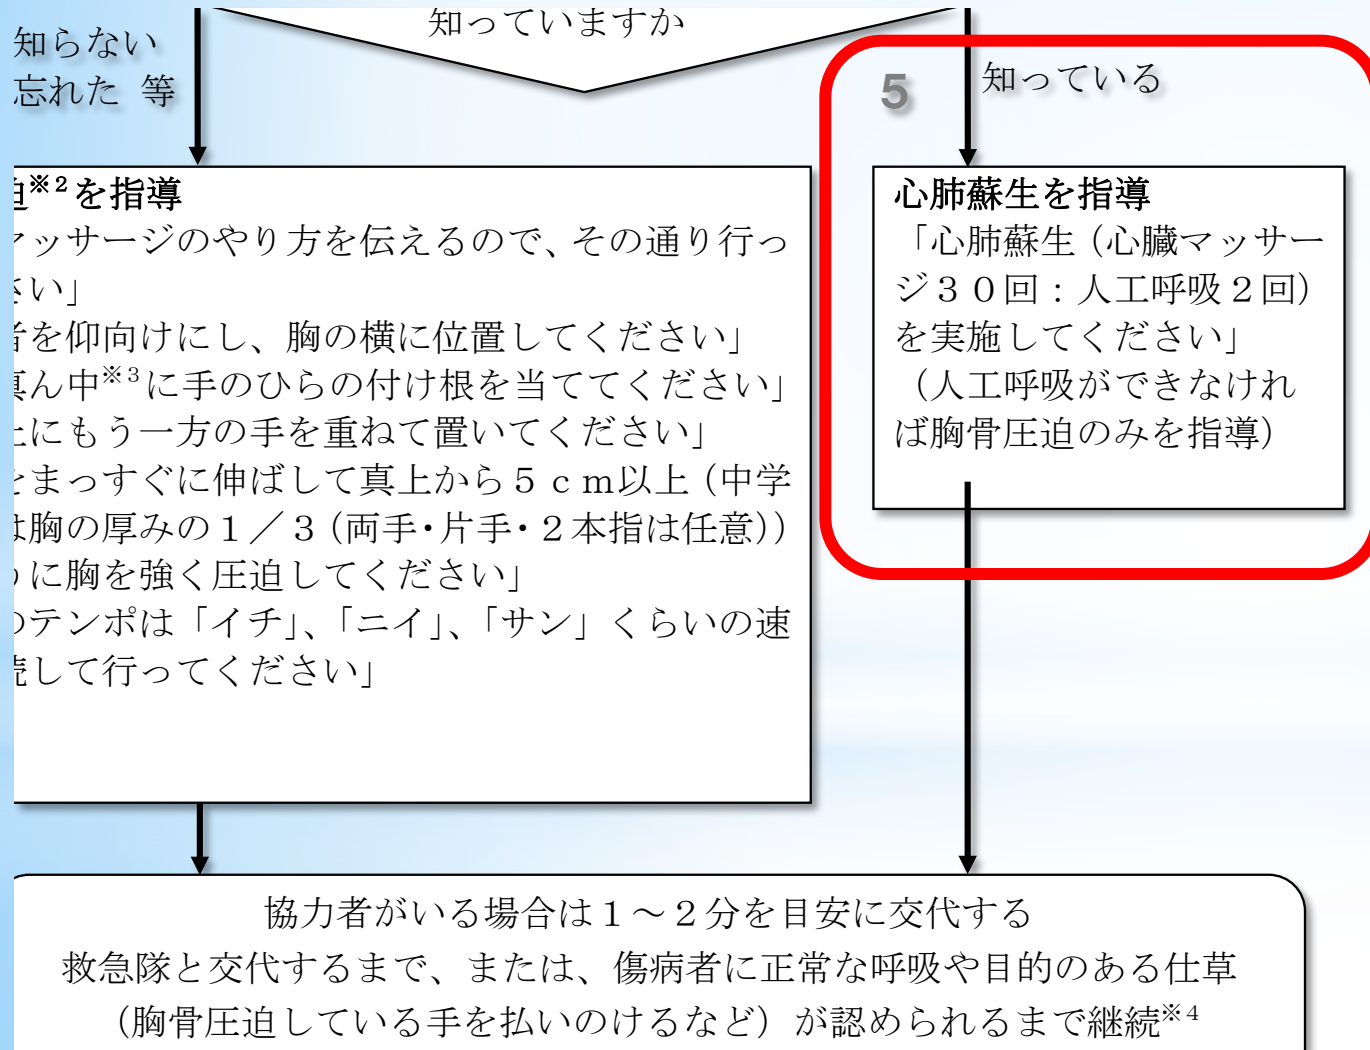 知っていますか
知らない
忘れた 等
※2を指導
ッサージのやり方を伝えるので、その通り行っ
さい」
者を仰向けにし、胸の横に位置してください」
真ん中※3に手のひらの付け根を当ててください」
上にもう一方の手を重ねて置いてください」
をまっすぐに伸ばして真上から5cm以上(中学
は胸の厚みの1/3(両手・片手・2本指は任意))
うに胸を強く圧迫してください」
のテンポは「イチ」、「ニイ」、「サン」くらいの速
続して行ってください」
5
知っている
心肺蘇生を指導
「心肺蘇生(心臓マッサー
ジ30回:人工呼吸2回)
を実施してください」
(人工呼吸ができなけれ
ば胸骨圧迫のみを指導)
協力者がいる場合は1~2分を目安に交代する
救急隊と交代するまで、または、傷病者に正常な呼吸や目的のある仕草
(胸骨圧迫している手を払いのけるなど)が認められるまで継続※4